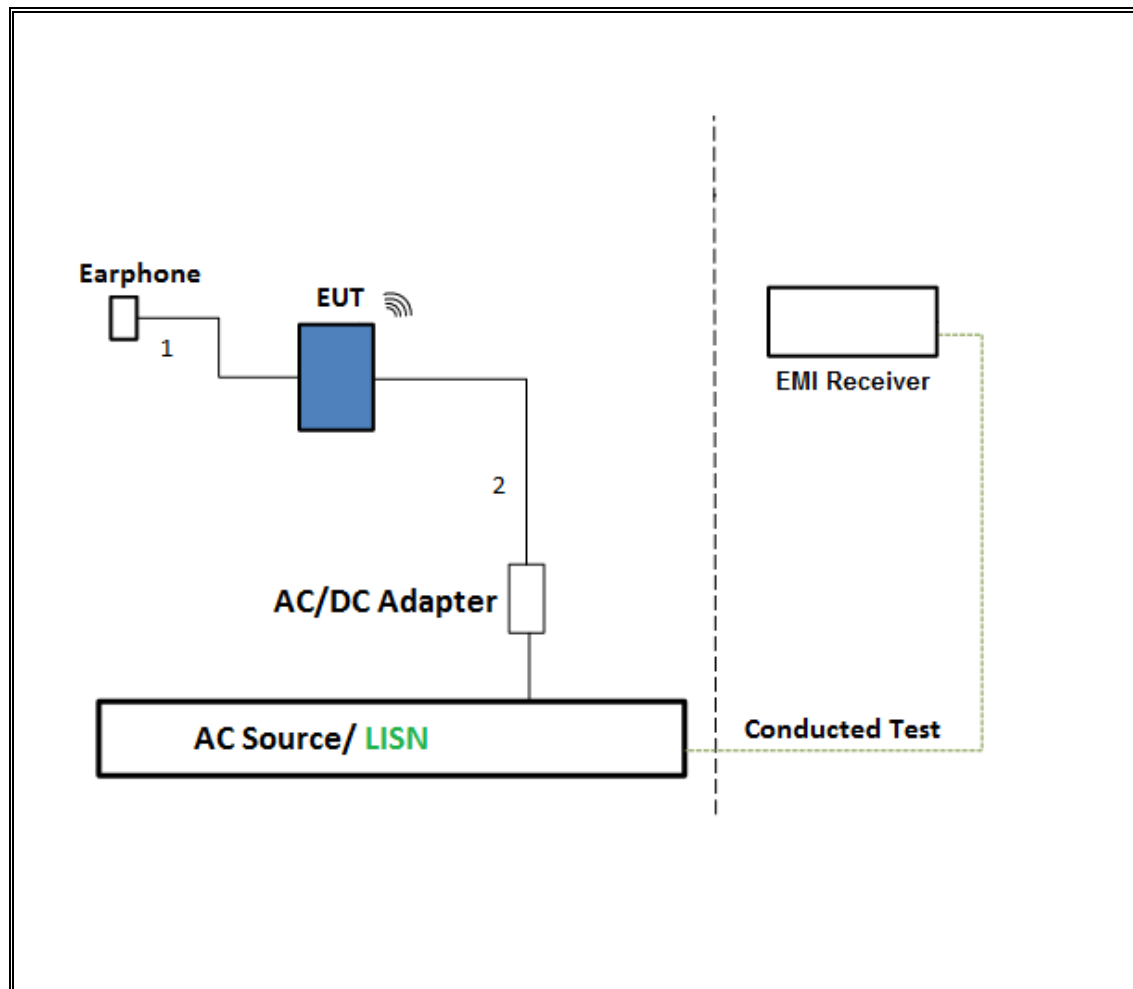 Earphone
EUT
1
EMI Receiver
2
AC/DC Adapter
AC Source/ LISN
Conducted Test